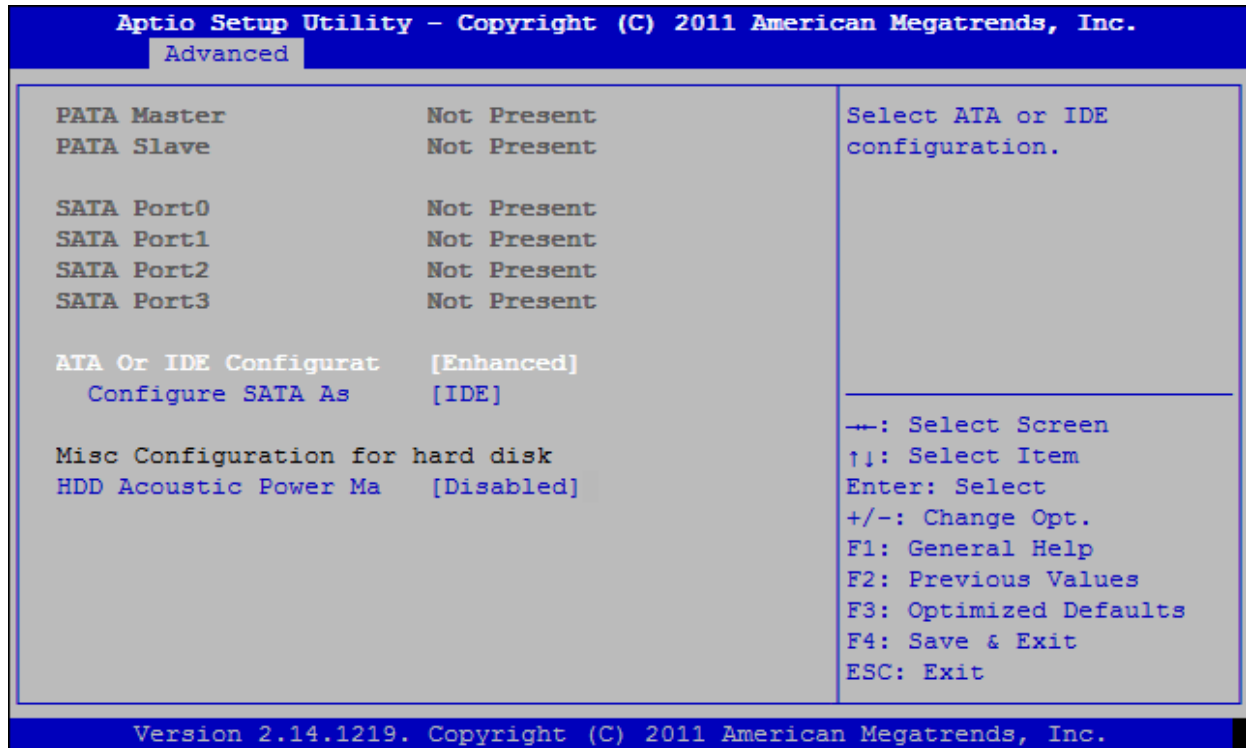 Aptio Setup Utility – Copyright (C) 2011 American Megatrends, Inc.
Advanced
PATA Master Not Present
PATA Slave Not Present
SATA Port0 Not Present
SATA Port1 Not Present
SATA Port2 Not Present
SATA Port3 Not Present
ATA Or IDE Configurat [Enhanced]
Configure SATA As [IDE]
Misc Configuration for hard disk
HDD Acoustic Power Ma [Disabled]
Select ATA or IDE
configuration.
→←: Select Screen
↑↓: Select Item
Enter: Select
+/-: Change Opt.
F1: General Help
F2: Previous Values
F3: Optimized Defaults
F4: Save & Exit
ESC: Exit
Version 2.14.1219. Copyright (C) 2011 American Megatrends, Inc.